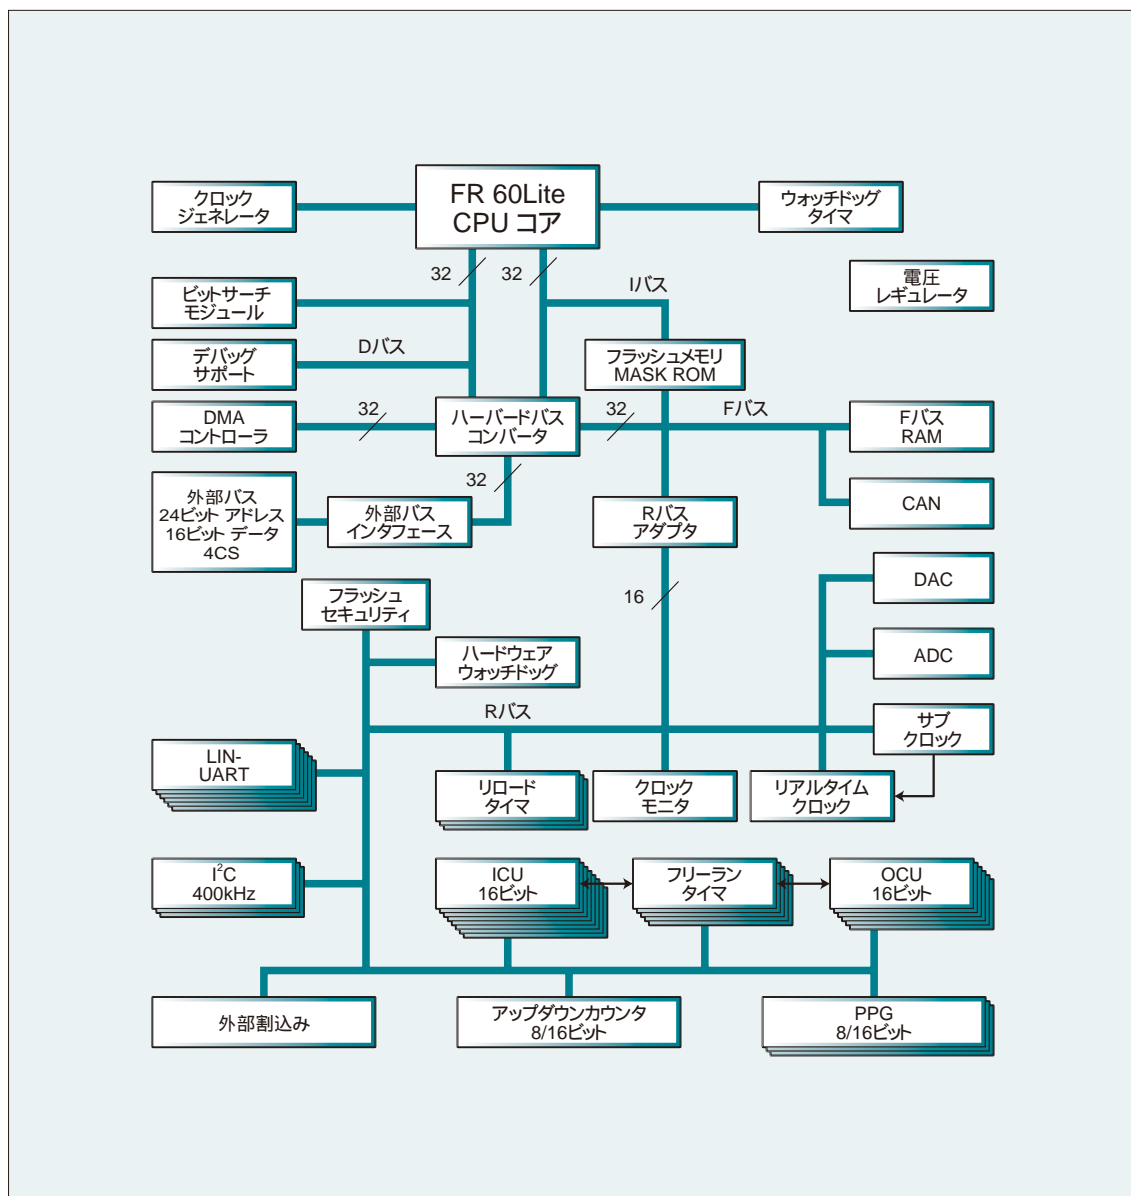 FR 60Lite
CPU コア
クロック
ジェネレータ
ウォッチドッグ
タイマ
32
32
Iバス
電圧
レギュレータ
ビットサーチ
モジュール
デバッグ
サポート
Dバス
フラッシュメモリ
MASK ROM
DMA
コントローラ
32
ハーバードバス
コンバータ
32
Fバス
Fバス
RAM
32
外部バス
24ビット アドレス
16ビット データ
4CS
外部バス
インタフェース
Rバス
アダプタ
CAN
16
DAC
フラッシュ
セキュリティ
ハードウェア
ウォッチドッグ
ADC
Rバス
サブ
クロック
LIN-
UART
リロード
タイマ
クロック
モニタ
リアルタイム
クロック
I²C
400kHz
ICU
16ビット
フリーラン
タイマ
OCU
16ビット
外部割込み
アップダウンカウンタ
8/16ビット
PPG
8/16ビット